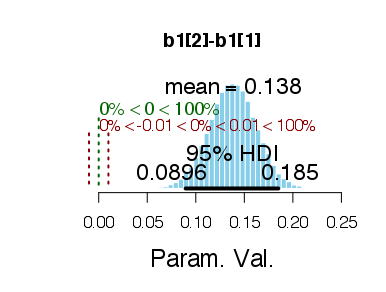 b1[2]-b1[1]
mean = 0.138
0% < 0 < 100%
0% < -0.01 < 0% < 0.01 < 100%
95% HDI
0.0896 0.185
0.00 0.05 0.10 0.15 0.20 0.25
Param. Val.